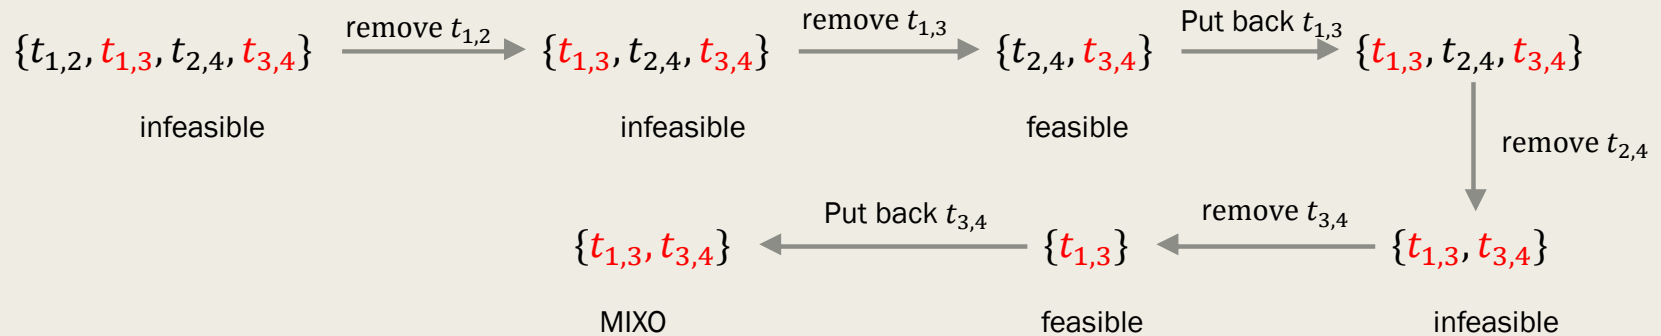 {t₁,₂, t₁,₃, t₂,₄, t₃,₄} remove t₁,₂ {t₁,₃, t₂,₄, t₃,₄} remove t₁,₃ {t₂,₄, t₃,₄} Put back t₁,₃ {t₁,₃, t₂,₄, t₃,₄}
infeasible infeasible feasible
remove t₂,₄
{t₁,₃, t₃,₄} Put back t₃,₄ {t₁,₃} remove t₃,₄ {t₁,₃, t₃,₄}
MIXO feasible infeasible